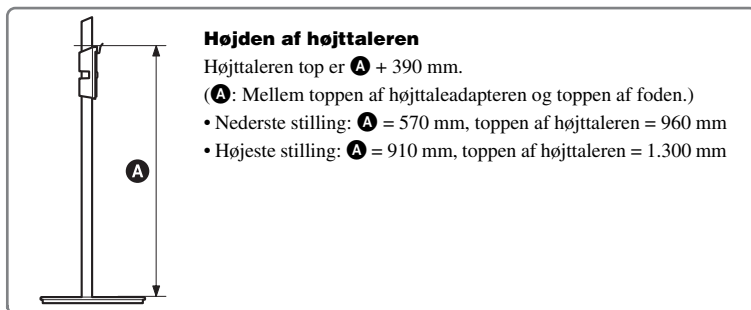 Højden af højttaleren
Højttaleren top er A + 390 mm.
(A: Mellem toppen af højttaleadapteren og toppen af foden.)
• Nederste stilling: A = 570 mm, toppen af højttaleren = 960 mm
• Højeste stilling: A = 910 mm, toppen af højttaleren = 1.300 mm
A